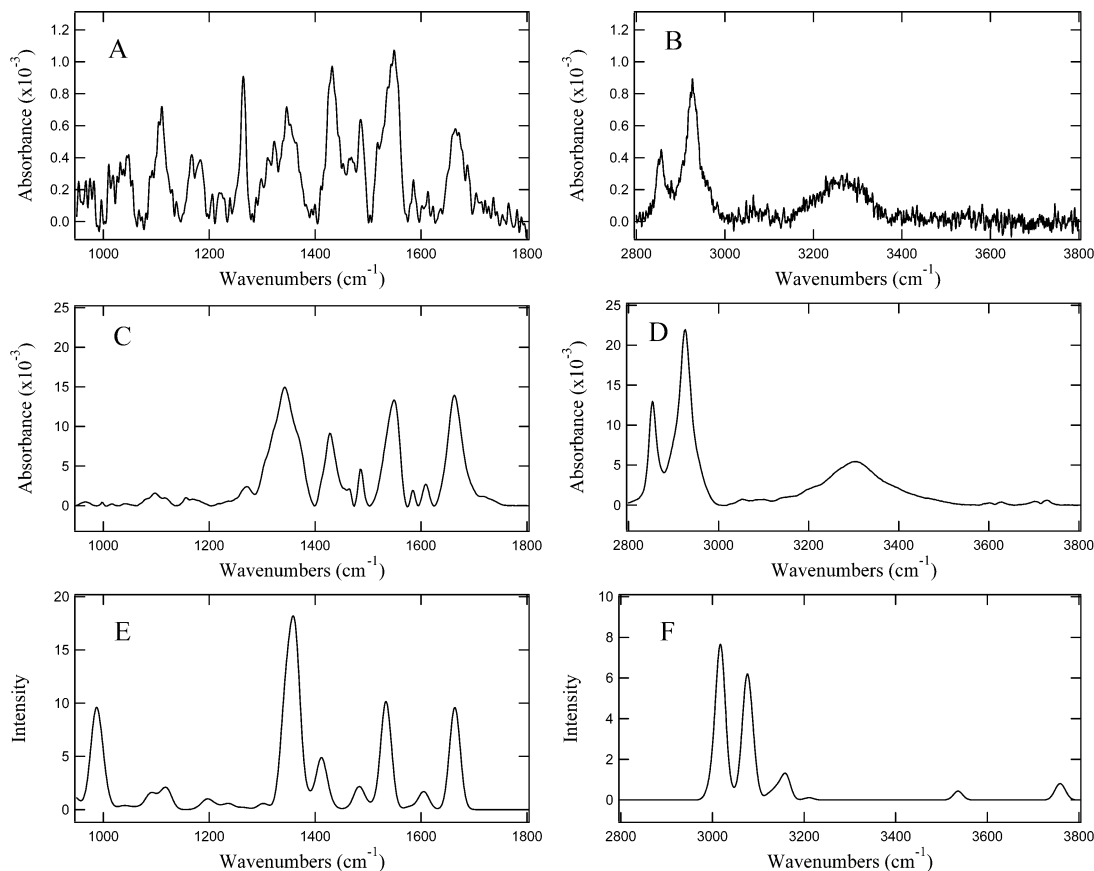 A
Absorbance (x10⁻³)
1.2
1.0
0.8
0.6
0.4
0.2
0.0
1000 1200 1400 1600 1800
Wavenumbers (cm⁻¹)
B
Absorbance (x10⁻³)
1.2
1.0
0.8
0.6
0.4
0.2
0.0
2800 3000 3200 3400 3600 3800
Wavenumbers (cm⁻¹)
C
Absorbance (x10⁻³)
25
20
15
10
5
0
1000 1200 1400 1600 1800
Wavenumbers (cm⁻¹)
D
Absorbance (x10⁻³)
25
20
15
10
5
0
2800 3000 3200 3400 3600 3800
Wavenumbers (cm⁻¹)
E
Intensity
20
15
10
5
0
1000 1200 1400 1600 1800
Wavenumbers (cm⁻¹)
F
Intensity
10
8
6
4
2
0
2800 3000 3200 3400 3600 3800
Wavenumbers (cm⁻¹)